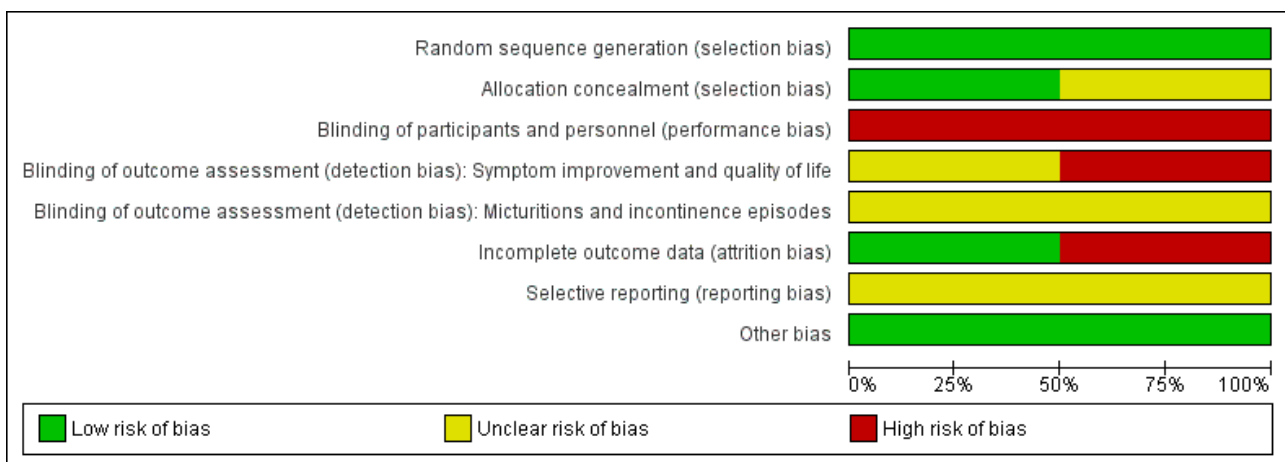 Random sequence generation (selection bias)
Allocation concealment (selection bias)
Blinding of participants and personnel (performance bias)
Blinding of outcome assessment (detection bias): Symptom improvement and quality of life
Blinding of outcome assessment (detection bias): Micturitions and incontinence episodes
Incomplete outcome data (attrition bias)
Selective reporting (reporting bias)
Other bias
0% 25% 50% 75% 100%
Low risk of bias Unclear risk of bias High risk of bias